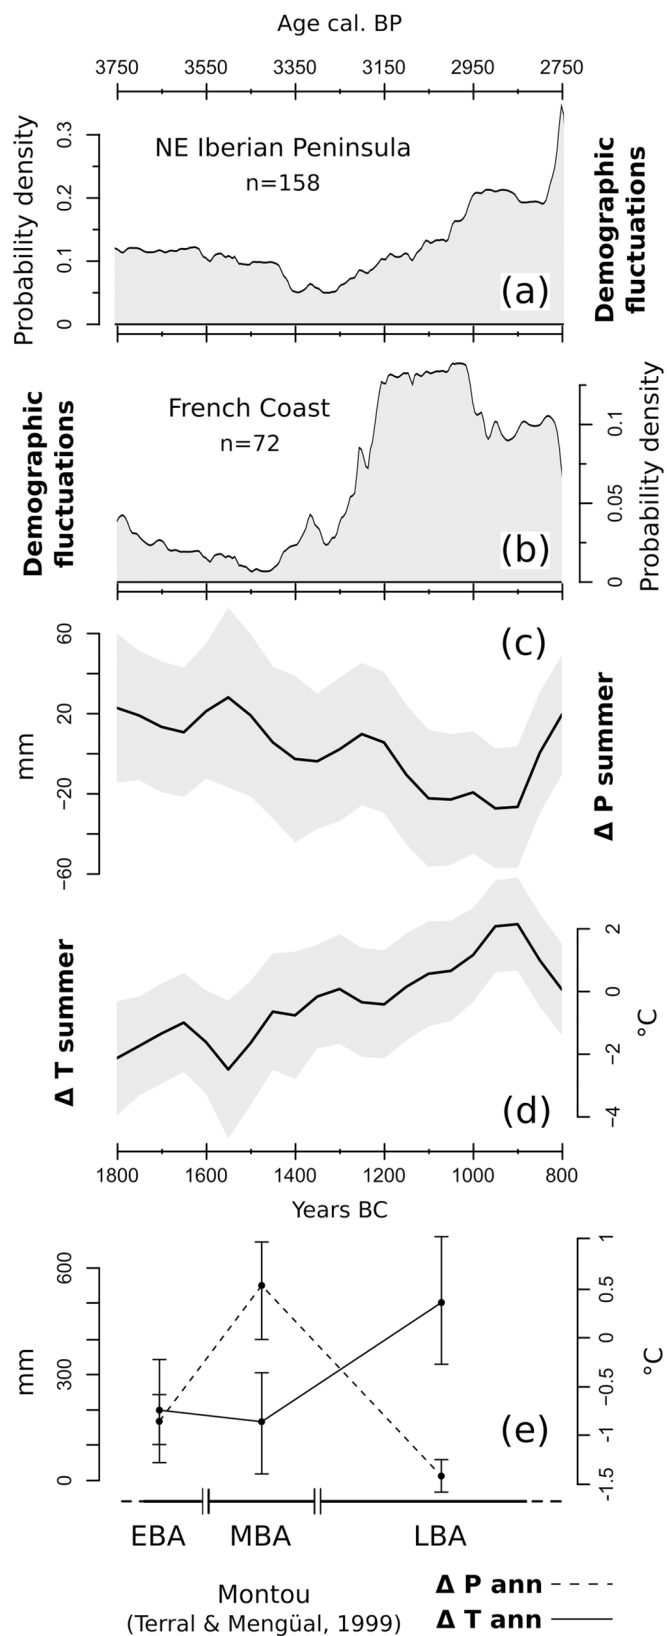 Age cal. BP
3750 3550 3350 3150 2950 2750
NE Iberian Peninsula
n=158
0 0.1 0.2 0.3
Probability density
Demographic
fluctuations
(a)
French Coast
n=72
Demographic
fluctuations
0 0.05 0.1
Probability density
(b)
(c)
60
20
−20
−60
mm
Δ P summer
Δ T summer
2
0
−2
−4
°C
(d)
1800 1600 1400 1200 1000 800
Years BC
600
300
0
mm
1
0.5
0
−0.5
−1
−1.5
°C
(e)
EBA MBA LBA
Montou
(Terral & Mengüal, 1999)
Δ P ann
Δ T ann